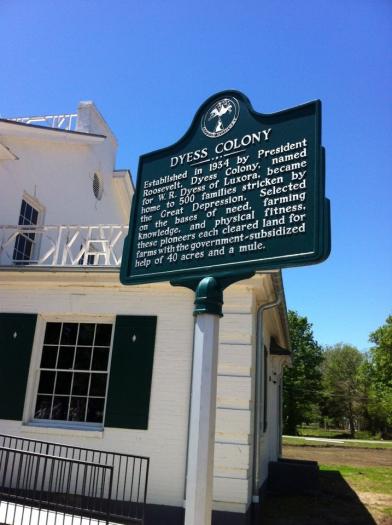 DYESS COLONY
Established in 1934 by President
Roosevelt, Dyess Colony, named
for W. R. Dyess of Luxora, became
home to 500 families stricken by
the Great Depression. Selected
on the bases of need, farming
knowledge, and physical fitness,
these pioneers each cleared land for
farms with the government-subsidized
help of 40 acres and a mule.